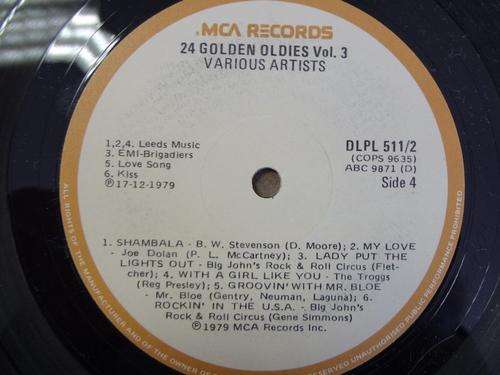 MCA RECORDS
24 GOLDEN OLDIES Vol. 3
VARIOUS ARTISTS
1,2,4. Leeds Music
3. EMI-Brigadiers
5. Love Song
6. Kiss
℗17-12-1979
DLPL 511/2
(COPS 9635)
ABC 9871 (D)
Side 4
1. SHAMBALA - B. W. Stevenson (D. Moore); 2. MY LOVE
- Joe Dolan (P. L. McCartney); 3. LADY PUT THE
LIGHTS OUT - Big John's Rock & Roll Circus (Flet-
cher); 4. WITH A GIRL LIKE YOU - The Troggs
(Reg Presley); 5. GROOVIN' WITH MR. BLOE
- Mr. Bloe (Gentry, Neuman, Laguna); 6.
ROCKIN' IN THE U.S.A. - Big John's
Rock & Roll Circus (Gene Simmons)
℗1979 MCA Records Inc.
ALL RIGHTS OF THE MANUFACTURER AND OF THE OWNER OF
RESERVED UNAUTHORISED PUBLIC PERFORMANCE